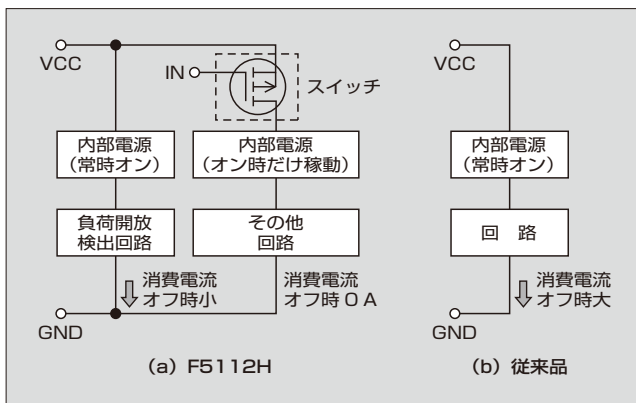 VCC
IN
スイッチ
内部電源
（常時オン）
内部電源
（オン時だけ稼動）
負荷開放
検出回路
その他
回路
消費電流
オフ時小
消費電流
オフ時０A
GND
(a) F5112H
VCC
内部電源
（常時オン）
回　路
消費電流
オフ時大
GND
(b) 従来品